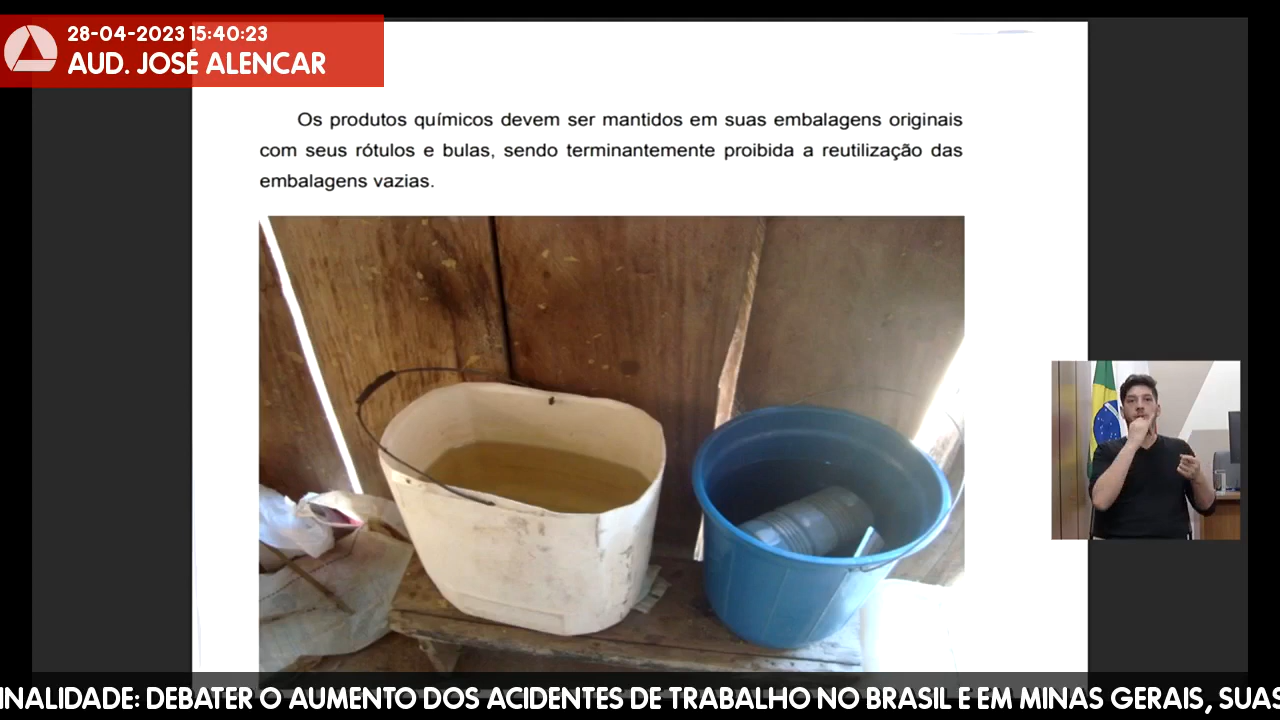 28-04-2023 15:40:23
AUD. JOSÉ ALENCAR
Os produtos químicos devem ser mantidos em suas embalagens originais
com seus rótulos e bulas, sendo terminantemente proibida a reutilização das
embalagens vazias.
INALIDADE: DEBATER O AUMENTO DOS ACIDENTES DE TRABALHO NO BRASIL E EM MINAS GERAIS, SUAS